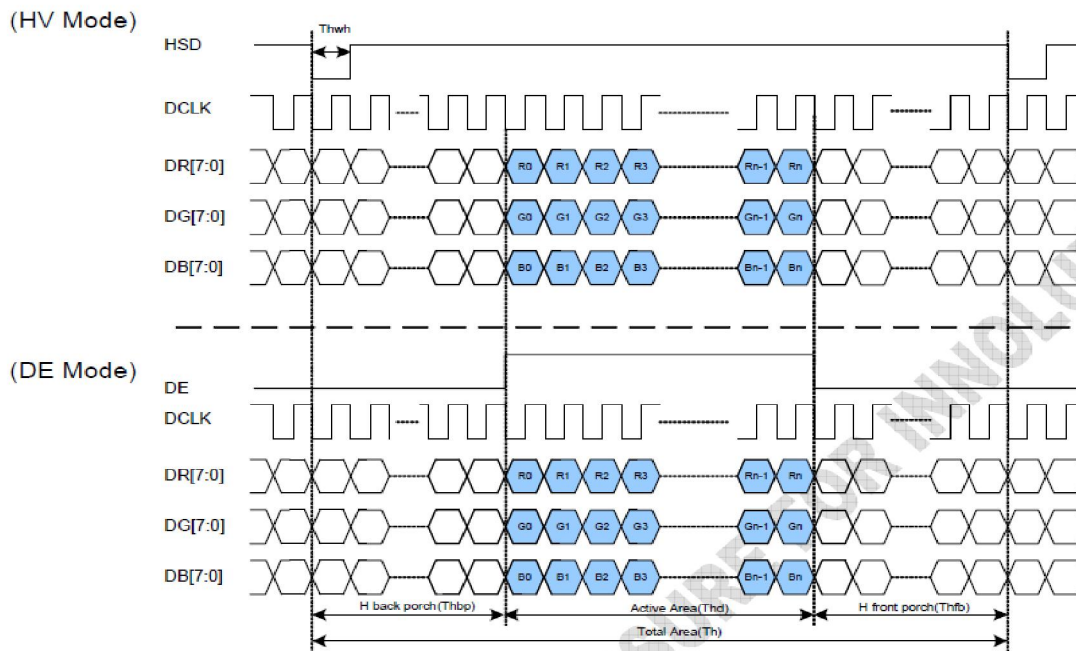 (HV Mode)
Thwh
HSD
DCLK
DR[7:0] R0 R1 R2 R3 Rn-1 Rn
DG[7:0] G0 G1 G2 G3 Gn-1 Gn
DB[7:0] B0 B1 B2 B3 Bn-1 Bn
(DE Mode)
DE
DCLK
DR[7:0] R0 R1 R2 R3 Rn-1 Rn
DG[7:0] G0 G1 G2 G3 Gn-1 Gn
DB[7:0] B0 B1 B2 B3 Bn-1 Bn
H back porch(Thbp) Active Area(Thd) H front porch(Thfb)
Total Area(Th)
SURE FOR INNOLU